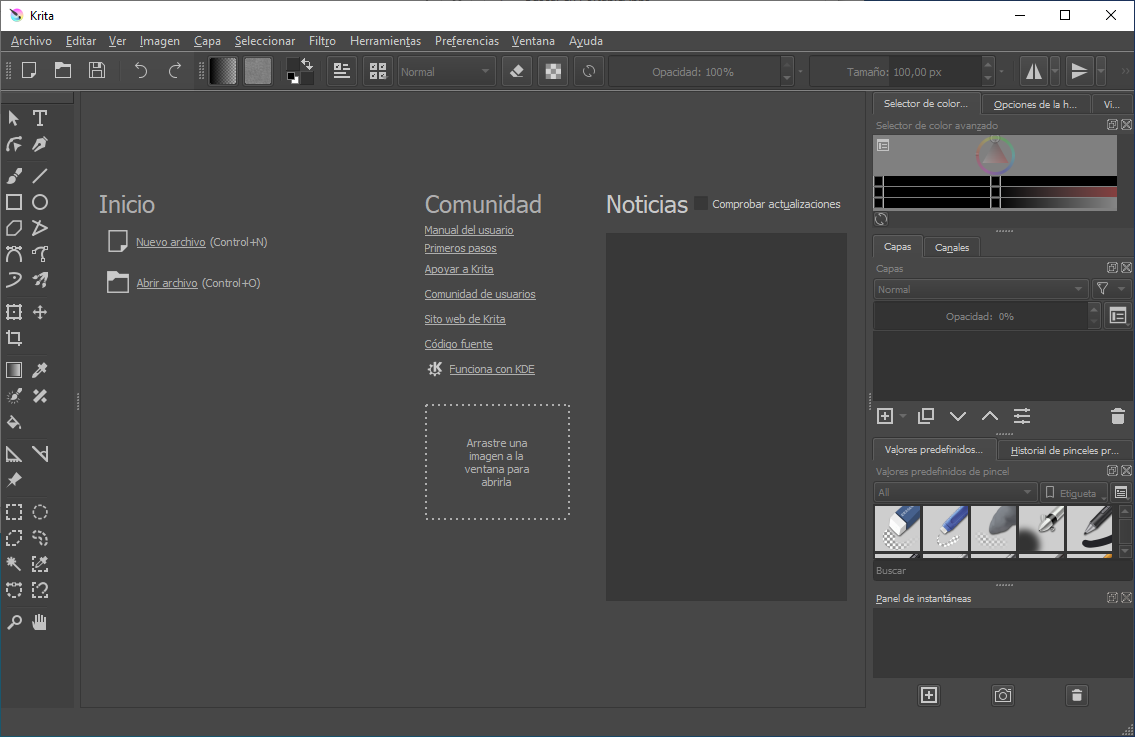 Krita
Archivo Editar Ver Imagen Capa Seleccionar Filtro Herramientas Preferencias Ventana Ayuda
Normal Opacidad: 100% Tamaño: 100,00 px
Selector de color... Opciones de la h... Vi...
Selector de color avanzado
Inicio
Nuevo archivo (Control+N)
Abrir archivo (Control+O)
Comunidad
Manual del usuario
Primeros pasos
Apoyar a Krita
Comunidad de usuarios
Sito web de Krita
Código fuente
Funciona con KDE
Arrastre una
imagen a la
ventana para
abrirla
Noticias Comprobar actualizaciones
Capas Canales
Capas
Normal
Opacidad: 0%
Valores predefinidos... Historial de pinceles pr...
Valores predefinidos de pincel
All Etiqueta
Buscar
Panel de instantáneas